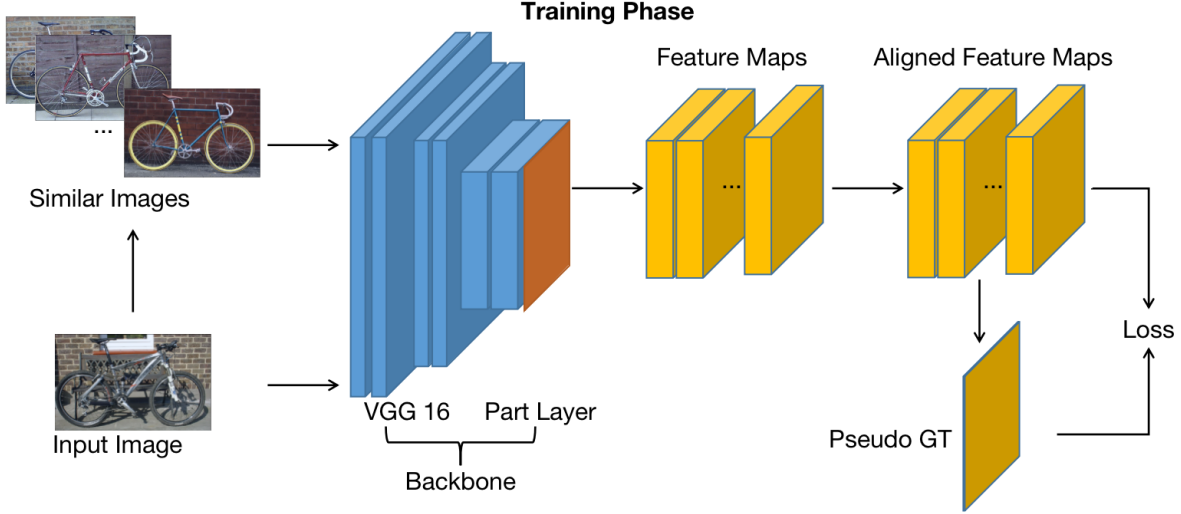 Training Phase
Feature Maps
Aligned Feature Maps
...
...
...
Similar Images
Loss
VGG 16
Part Layer
Input Image
Pseudo GT
Backbone